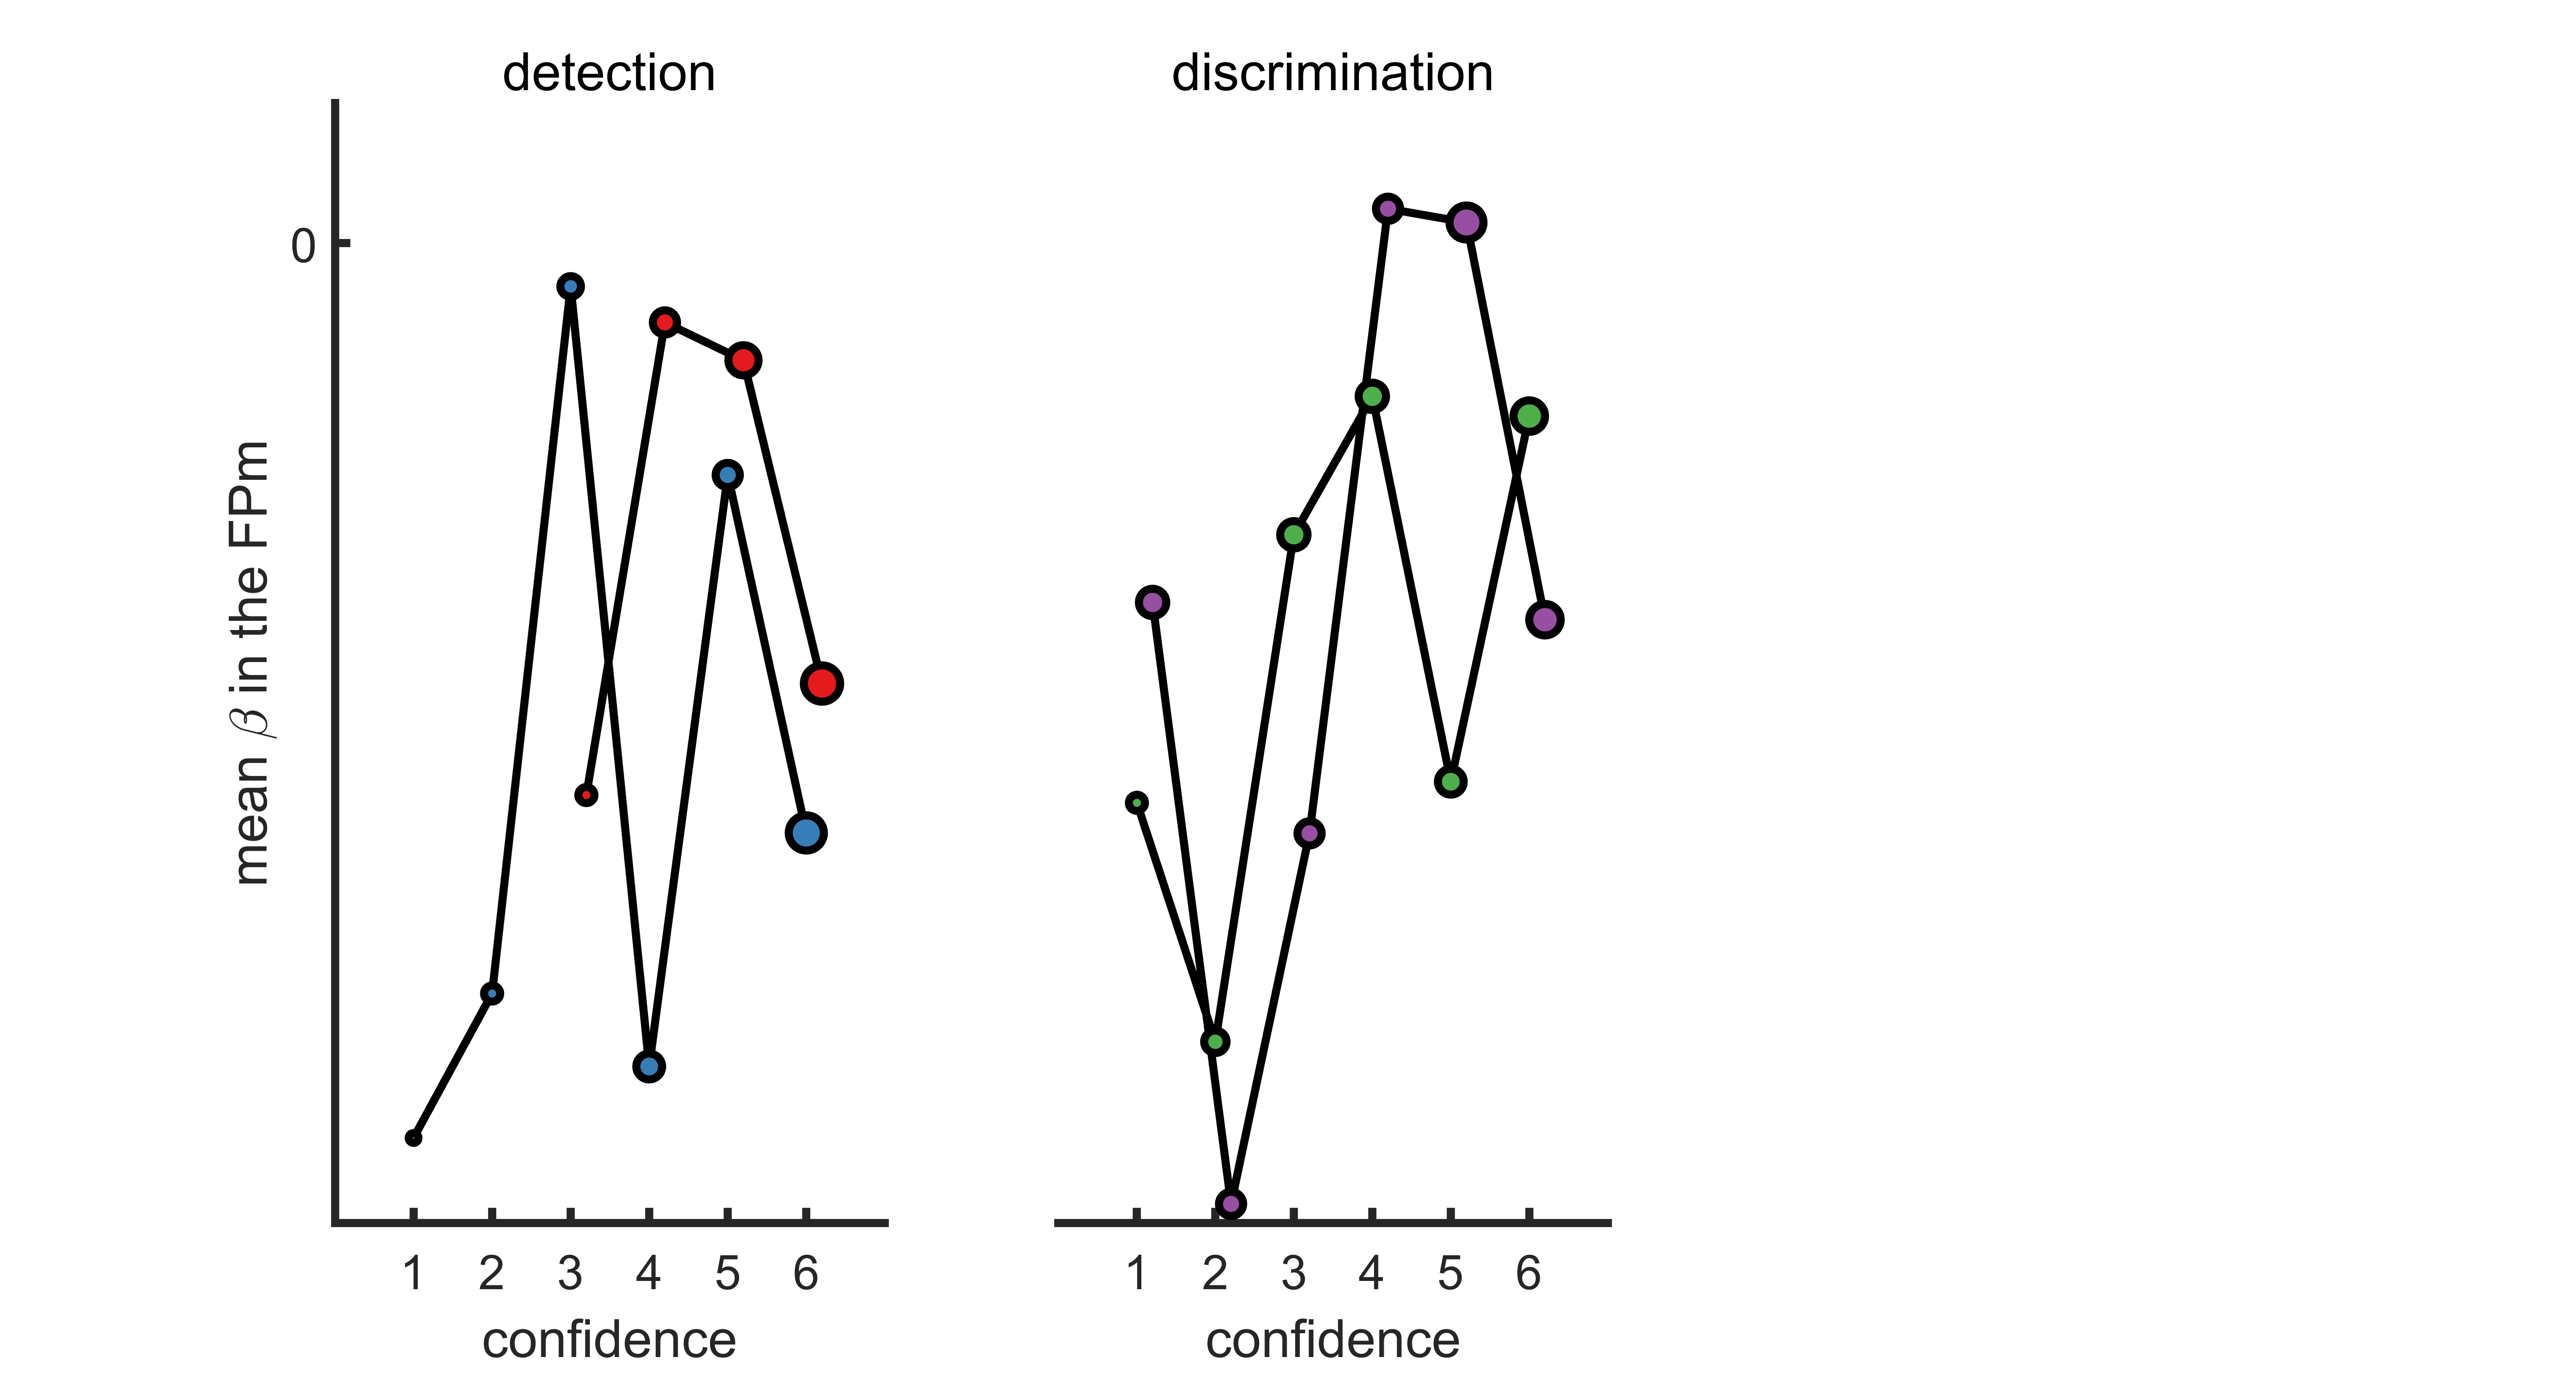 detection
discrimination
0
mean β in the FPm
1 2 3 4 5 6
1 2 3 4 5 6
confidence
confidence